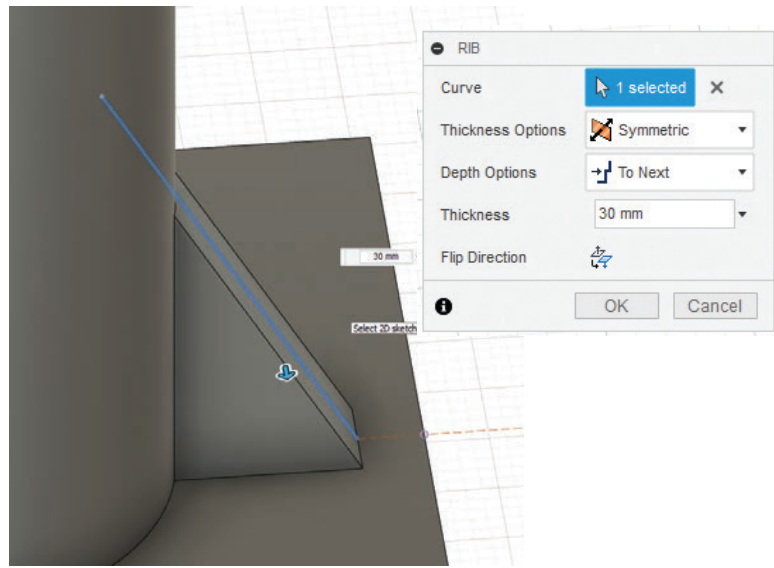 RIB
Curve 1 selected
Thickness Options Symmetric
Depth Options To Next
Thickness 30 mm
Flip Direction
OK Cancel
30 mm
Select 2D sketch